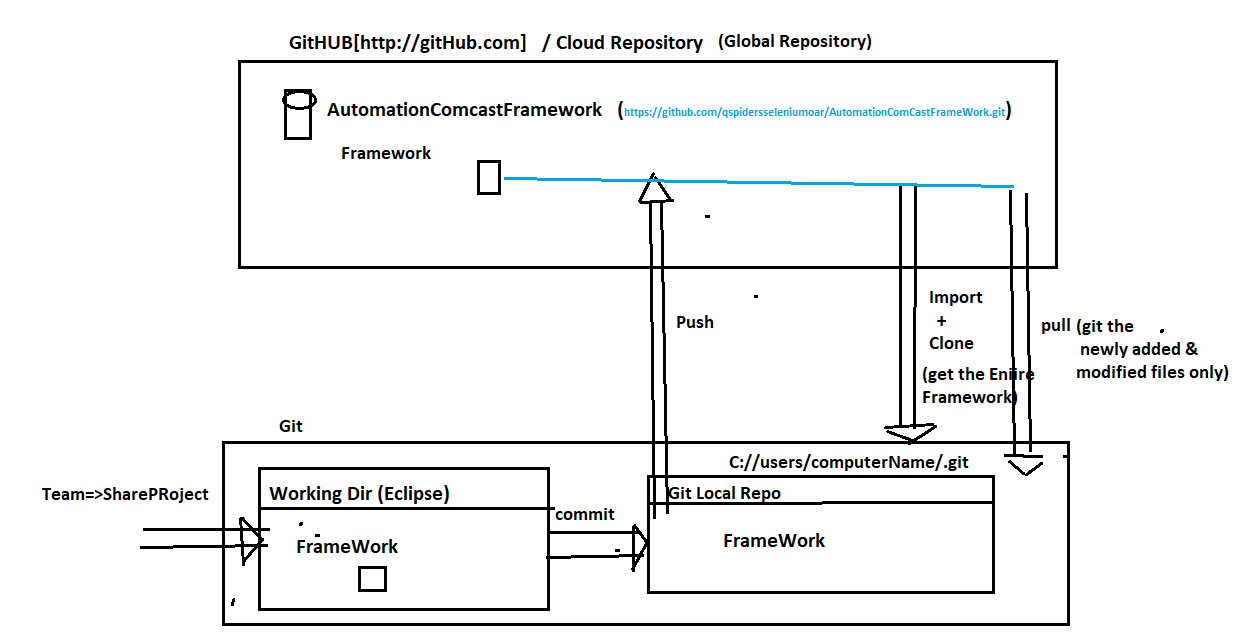 GitHUB[http://gitHub.com] / Cloud Repository (Global Repository)
AutomationComcastFramework (https://github.com/qspidersseleniumoar/AutomationComCastFrameWork.git)
Framework
Push
Import
+
Clone
(get the Eniire
Framework)
pull (git the
newly added &
modified files only)
Git
C://users/computerName/.git
Team=>SharePRoject
Working Dir (Eclipse)
FrameWork
commit
Git Local Repo
FrameWork